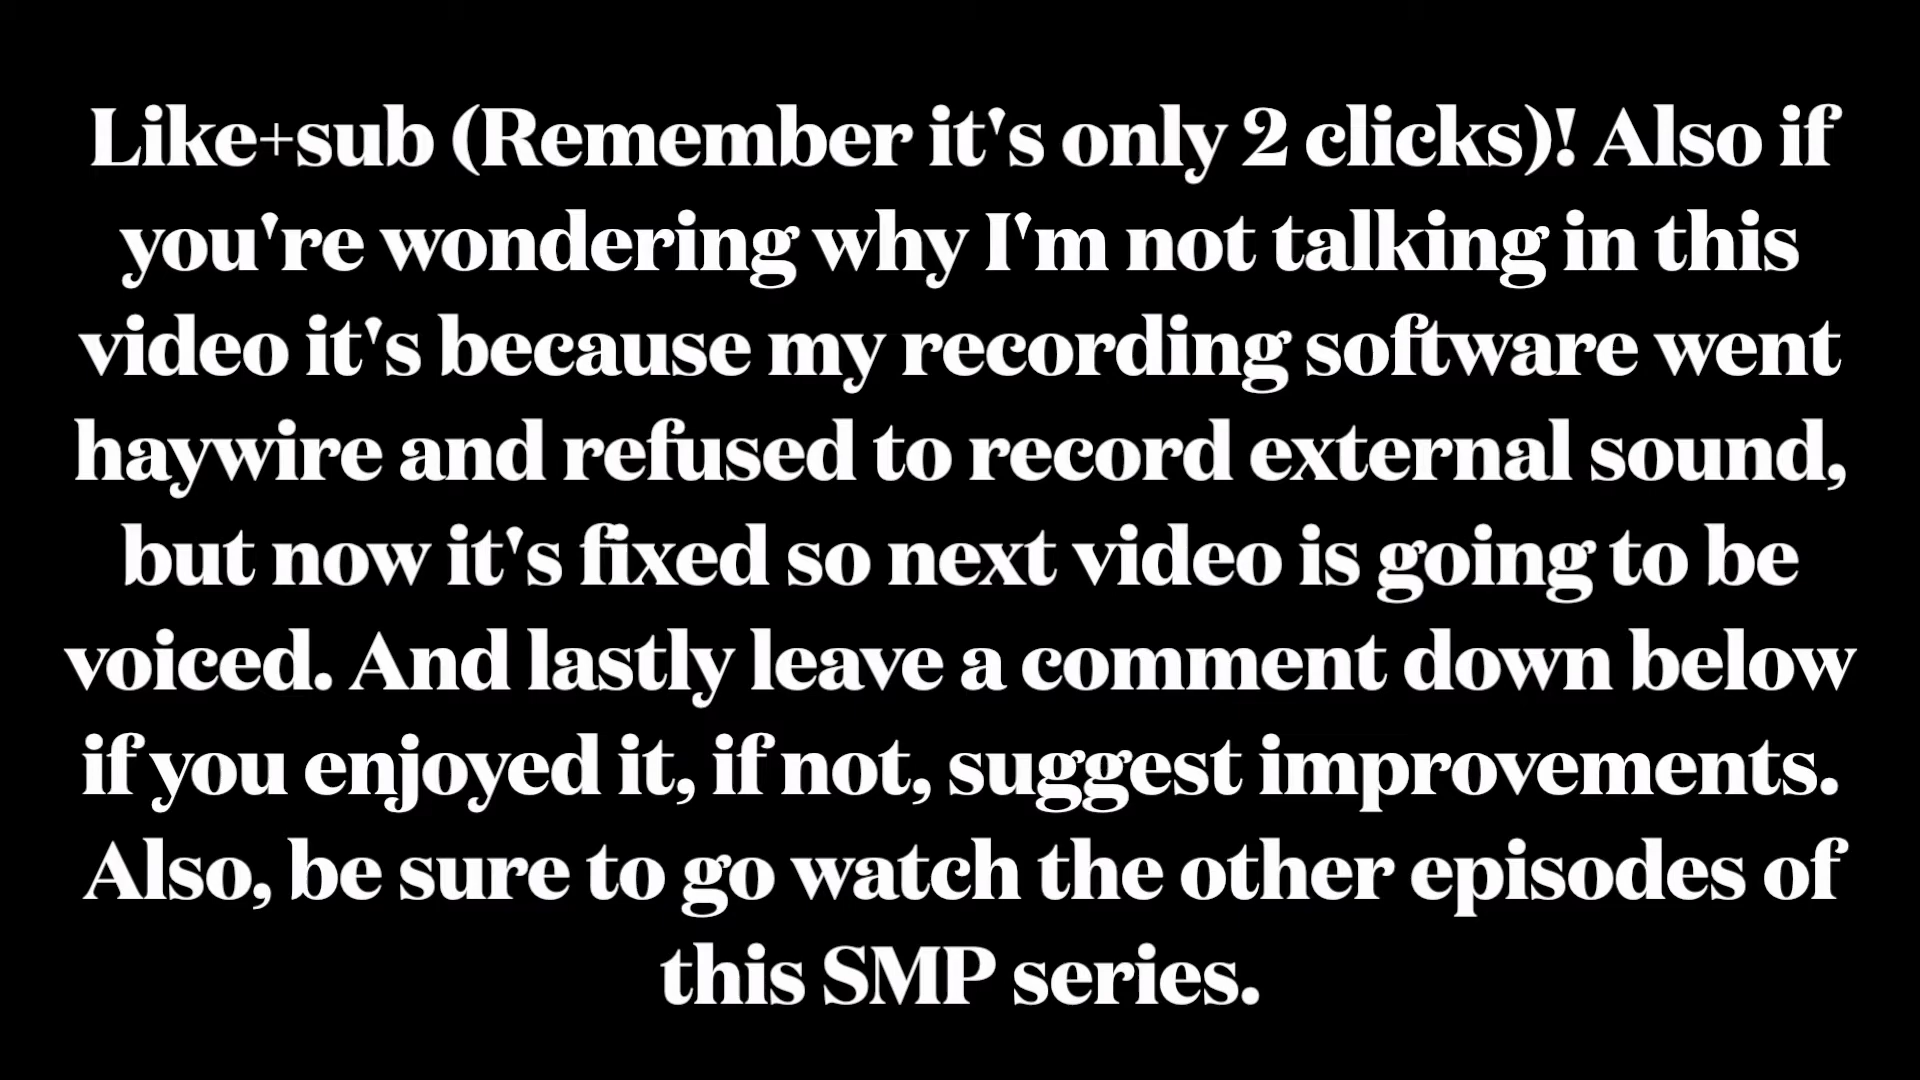 Like+sub (Remember it's only 2 clicks)! Also if
you're wondering why I'm not talking in this
video it's because my recording software went
haywire and refused to record external sound,
but now it's fixed so next video is going to be
voiced. And lastly leave a comment down below
if you enjoyed it, if not, suggest improvements.
Also, be sure to go watch the other episodes of
this SMP series.